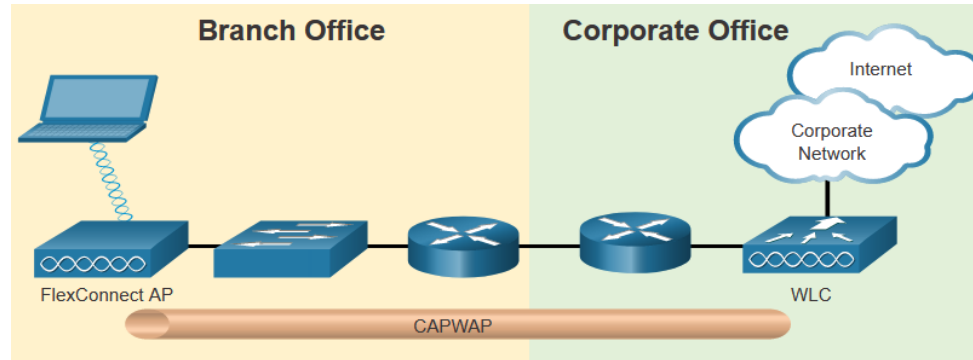 Branch Office
Corporate Office
Internet
Corporate
Network
FlexConnect AP
WLC
CAPWAP